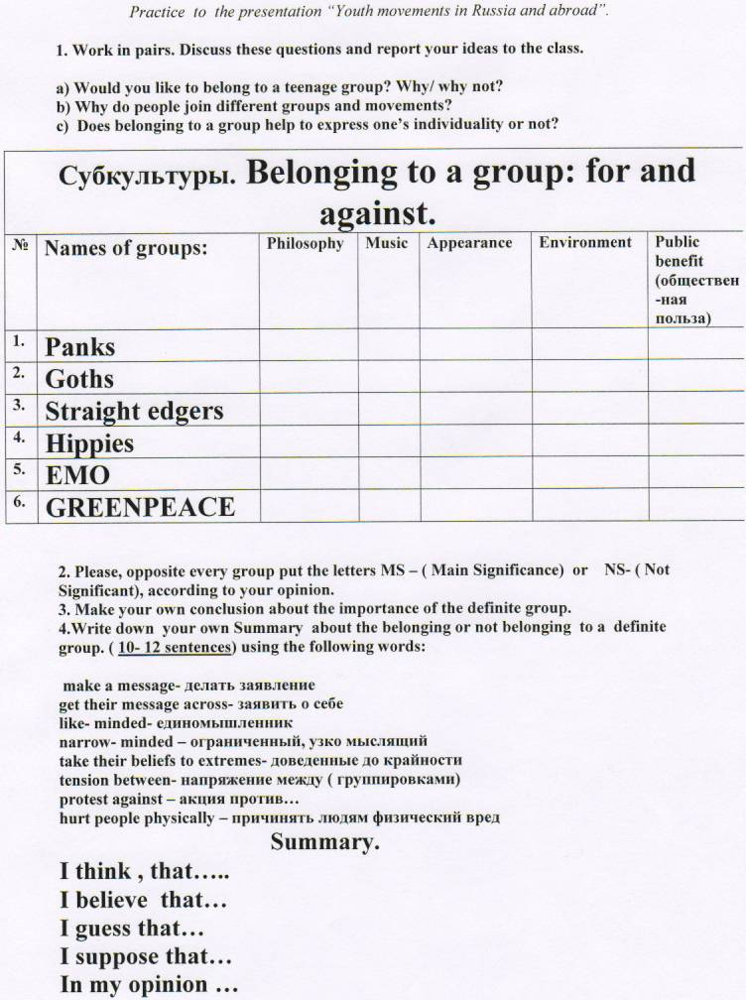 Practice to the presentation “Youth movements in Russia and abroad”.
1. Work in pairs. Discuss these questions and report your ideas to the class.
a) Would you like to belong to a teenage group? Why/ why not?
b) Why do people join different groups and movements?
c) Does belonging to a group help to express one’s individuality or not?
Субкультуры. Belonging to a group: for and
against.
№ Names of groups: Philosophy Music Appearance Environment Public
benefit
(обществен
-ная
польза)
1. Panks
2. Goths
3. Straight edgers
4. Hippies
5. EMO
6. GREENPEACE
2. Please, opposite every group put the letters MS – ( Main Significance) or NS- ( Not
Significant), according to your opinion.
3. Make your own conclusion about the importance of the definite group.
4.Write down your own Summary about the belonging or not belonging to a definite
group. ( 10- 12 sentences) using the following words:
make a message- делать заявление
get their message across- заявить о себе
like- minded- единомышленник
narrow- minded – ограниченный, узко мыслящий
take their beliefs to extremes- доведенные до крайности
tension between- напряжение между ( группировками)
protest against – акция против…
hurt people physically – причинять людям физический вред
Summary.
I think , that…..
I believe that…
I guess that…
I suppose that…
In my opinion …